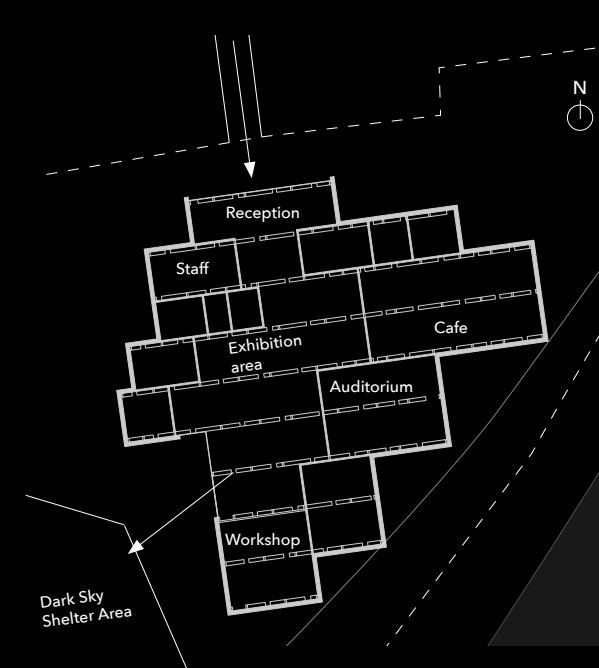 N
Reception
Staff
Cafe
Exhibition
area
Auditorium
Workshop
Dark Sky
Shelter Area